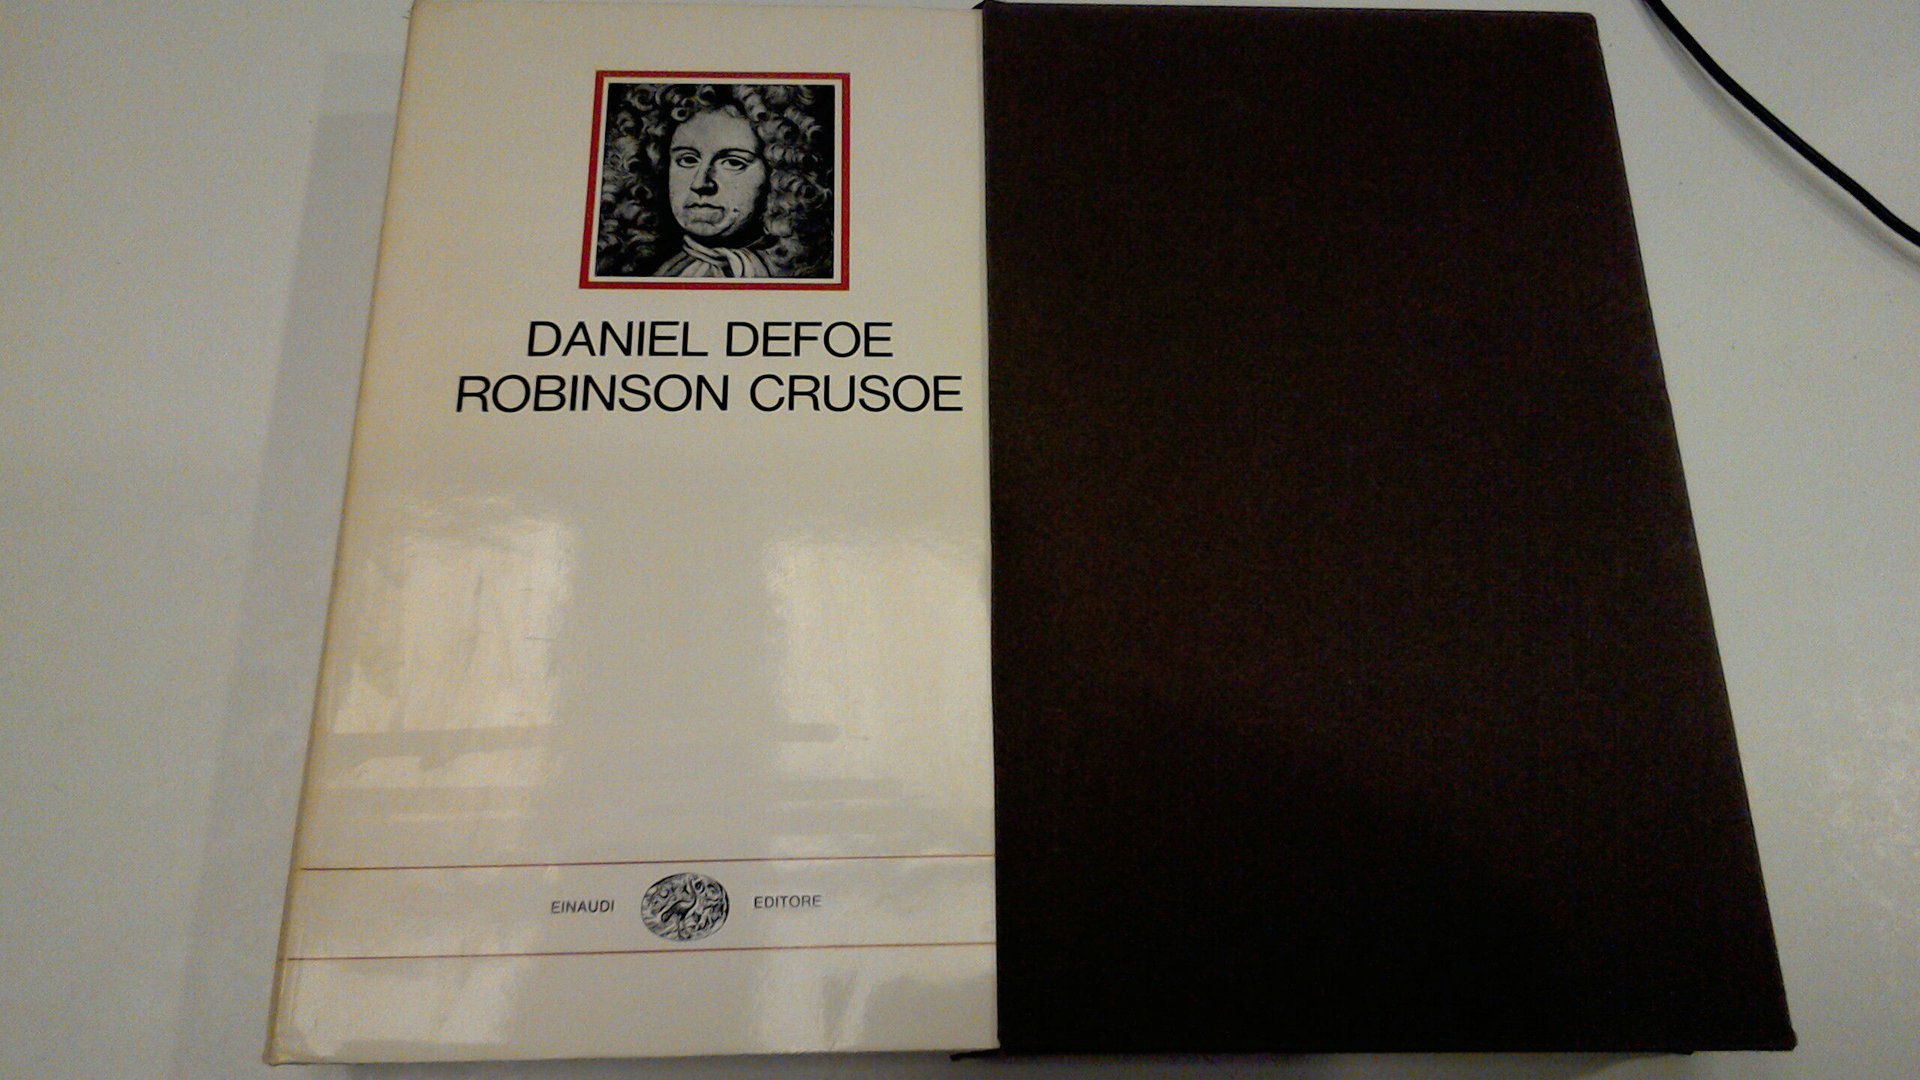 DANIEL DEFOE
ROBINSON CRUSOE
EINAUDI EDITORE